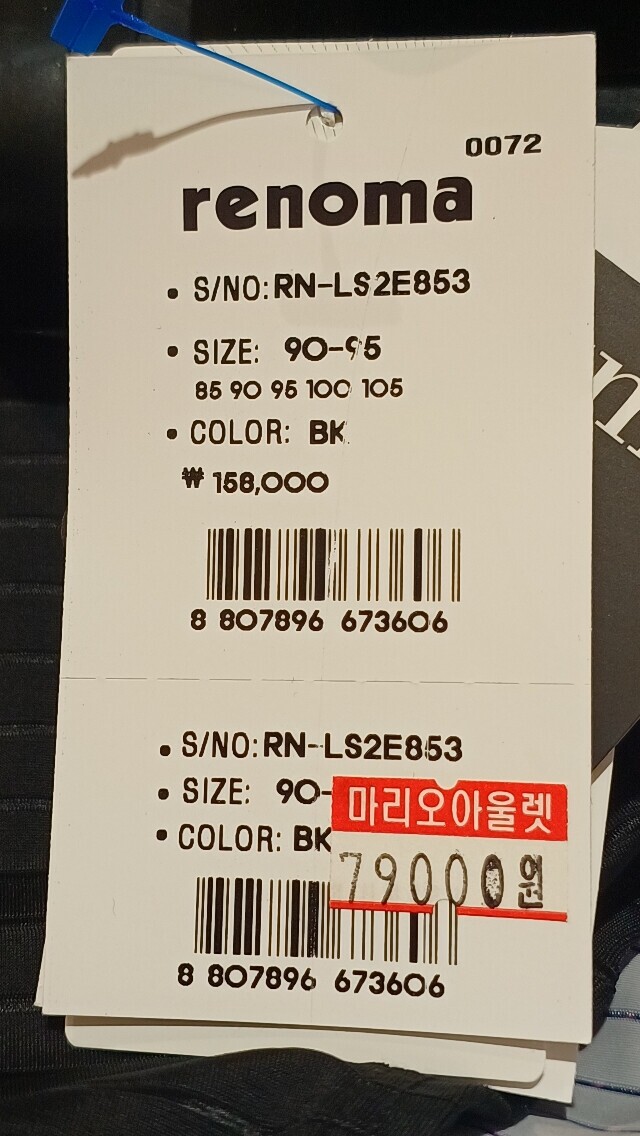 0072
renoma
• S/NO: RN-LS2E853
• SIZE: 90-95
85 90 95 100 105
• COLOR: BK
₩ 158,000
8 807896 673606
• S/NO: RN-LS2E853
• SIZE: 90-
• COLOR: BK
마리오아울렛
79000원
8 807896 673606